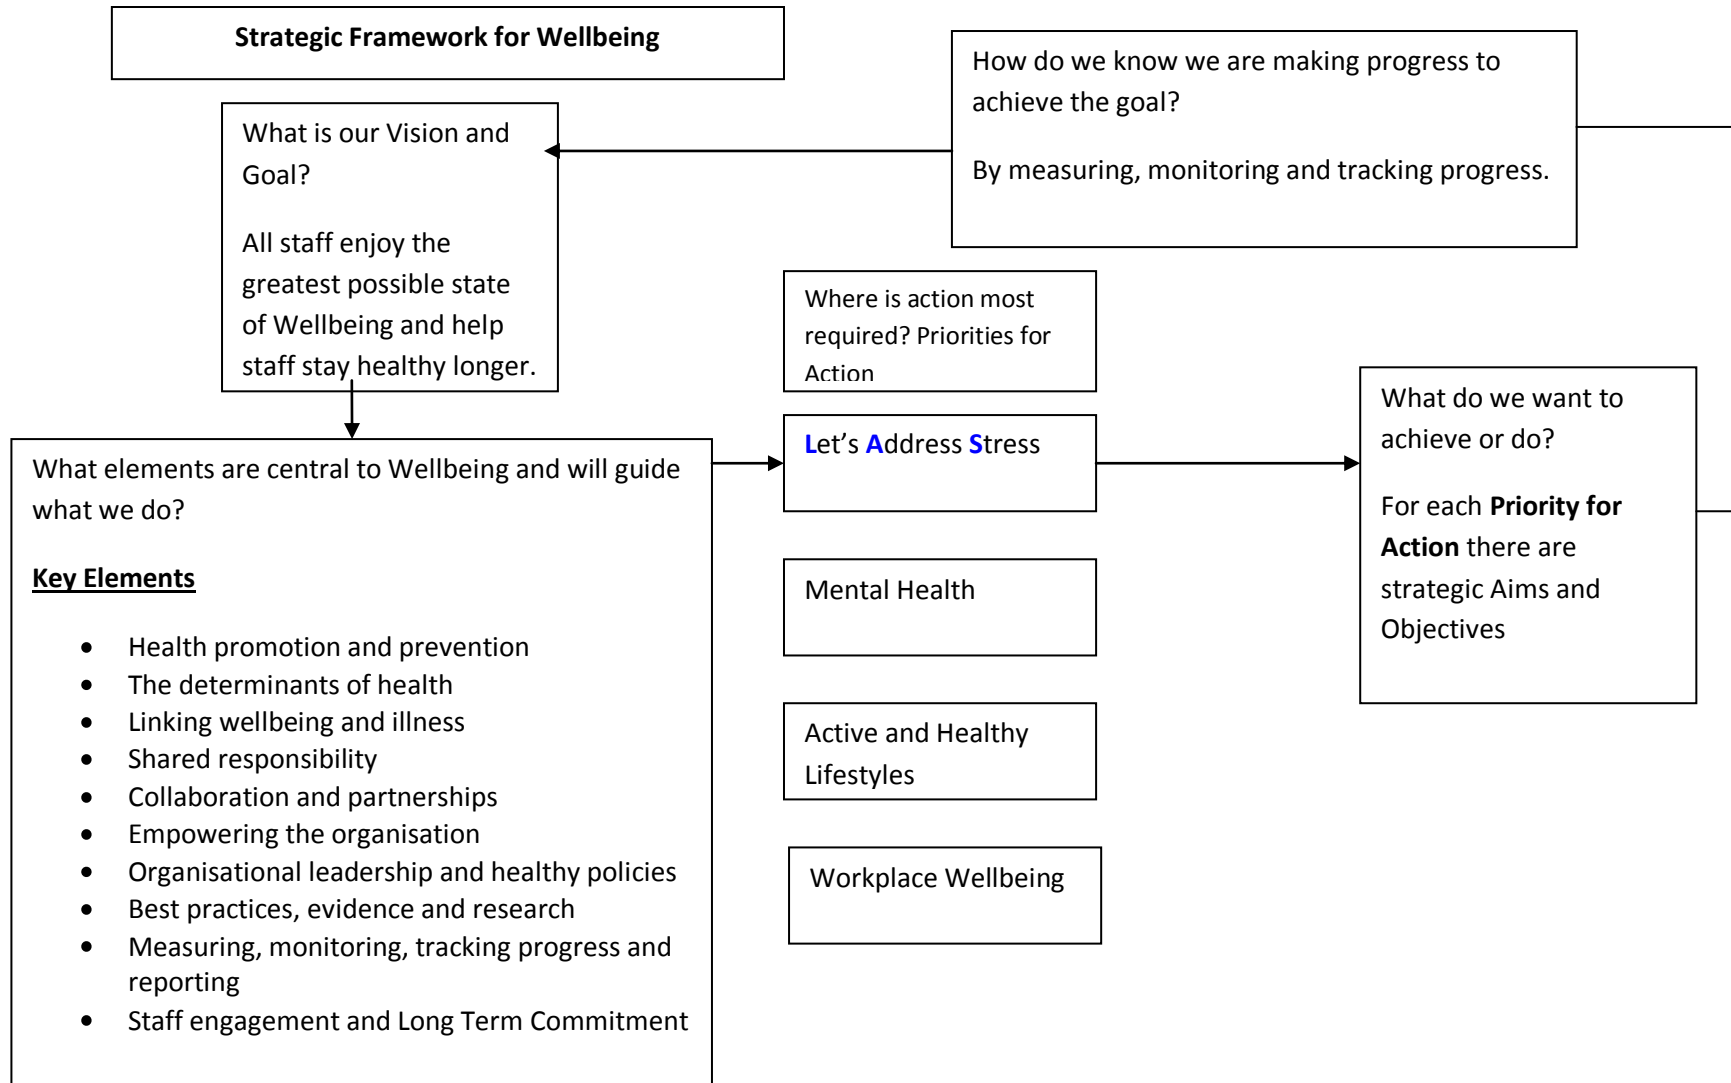 Strategic Framework for Wellbeing
How do we know we are making progress to
achieve the goal?
By measuring, monitoring and tracking progress.
What is our Vision and
Goal?
All staff enjoy the
greatest possible state
of Wellbeing and help
staff stay healthy longer.
What elements are central to Wellbeing and will guide
what we do?
Key Elements
• Health promotion and prevention
• The determinants of health
• Linking wellbeing and illness
• Shared responsibility
• Collaboration and partnerships
• Empowering the organisation
• Organisational leadership and healthy policies
• Best practices, evidence and research
• Measuring, monitoring, tracking progress and
reporting
• Staff engagement and Long Term Commitment
Where is action most
required? Priorities for
Action
Let’s Address Stress
Mental Health
Active and Healthy
Lifestyles
Workplace Wellbeing
What do we want to
achieve or do?
For each Priority for
Action there are
strategic Aims and
Objectives